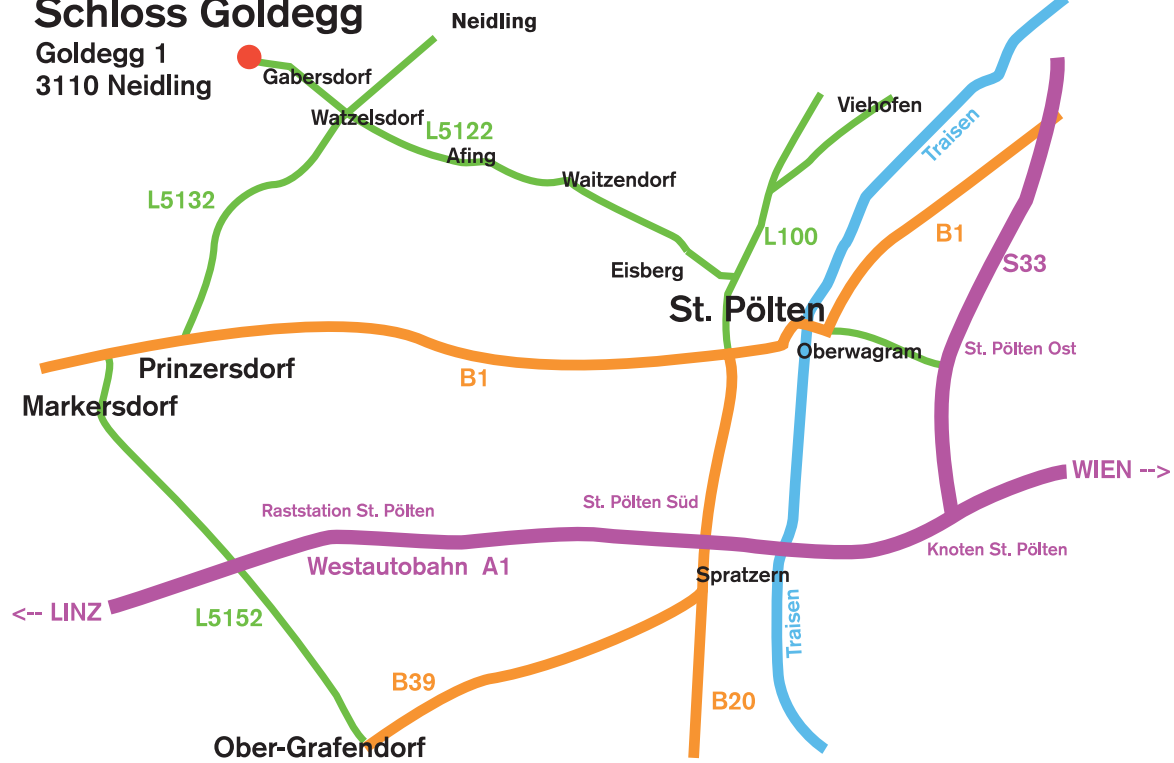 Schloss Goldegg
Goldegg 1
3110 Neidling
Neidling
Gabersdorf
Watzelsdorf
L5122
Afing
Viehofen
Traisen
Waitzendorf
L5132
L100
B1
Eisberg
S33
St. Pölten
Oberwagram
St. Pölten Ost
Prinzersdorf
B1
Markersdorf
WIEN -->
Raststation St. Pölten
St. Pölten Süd
Knoten St. Pölten
Westautobahn A1
Spratzern
<-- LINZ
L5152
Traisen
B39
B20
Ober-Grafendorf